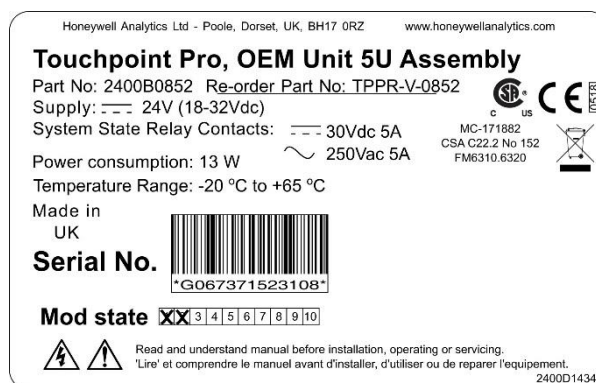 Honeywell Analytics Ltd - Poole, Dorset, UK, BH17 0RZ www.honeywellanalytics.com
Touchpoint Pro, OEM Unit 5U Assembly
Part No: 2400B0852 Re-order Part No: TPPR-V-0852
Supply: 24V (18-32Vdc)
System State Relay Contacts: 30Vdc 5A
250Vac 5A
Power consumption: 13 W
Temperature Range: -20 ºC to +65 ºC
Made in
UK
C US
0518
MC-171882
CSA C22.2 No 152
FM6310.6320
Serial No.
*G067371523108*
Mod state X X 3 4 5 6 7 8 9 10
Read and understand manual before installation, operating or servicing.
'Lire' et comprendre le manuel avant d'installer, d'utiliser ou de reparer l'equipement.
2400D1434